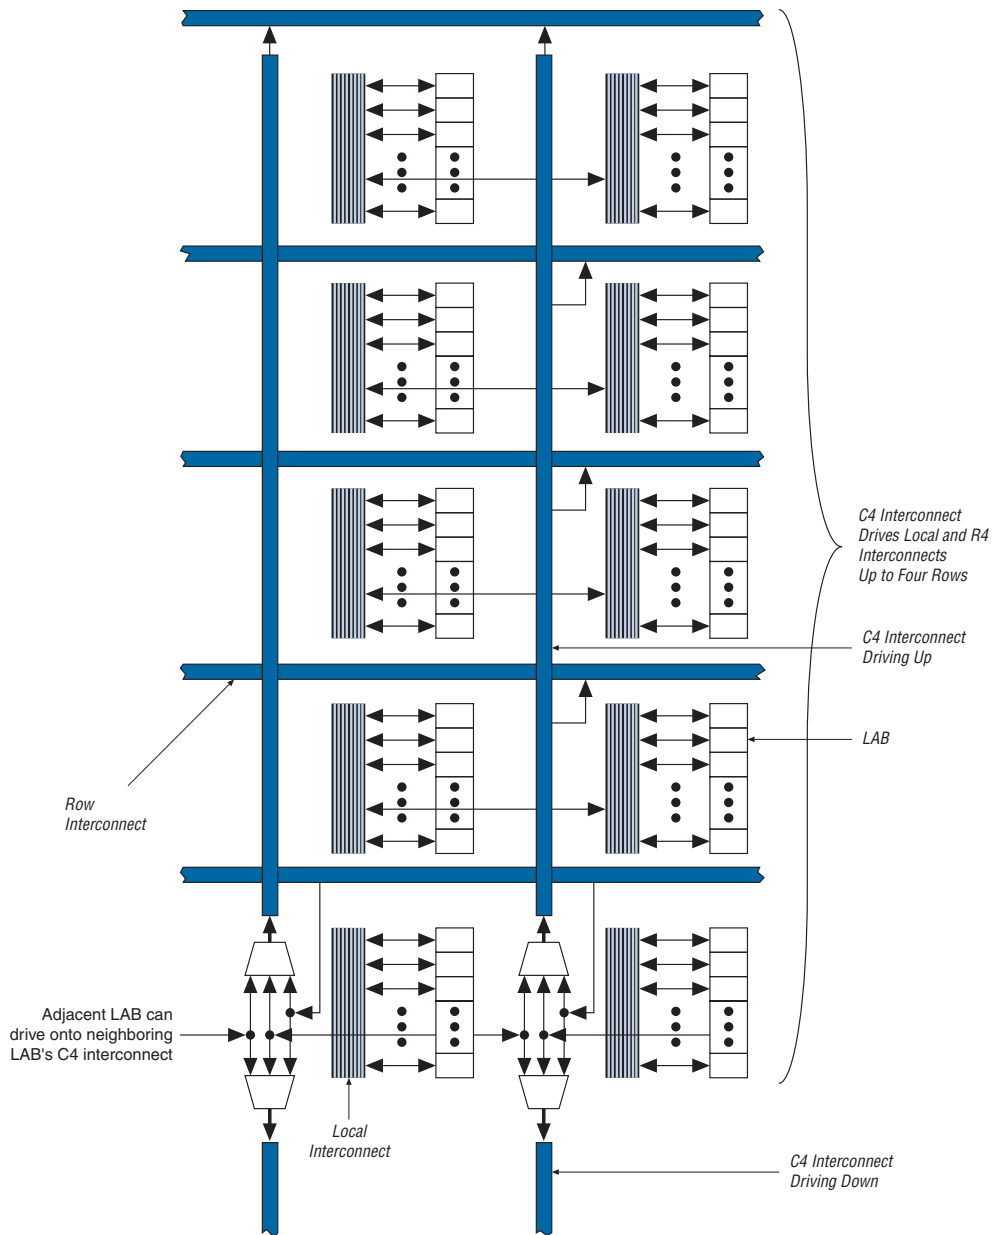 C4 Interconnect
Drives Local and R4
Interconnects
Up to Four Rows
C4 Interconnect
Driving Up
LAB
Row
Interconnect
Adjacent LAB can
drive onto neighboring
LAB's C4 interconnect
Local
Interconnect
C4 Interconnect
Driving Down